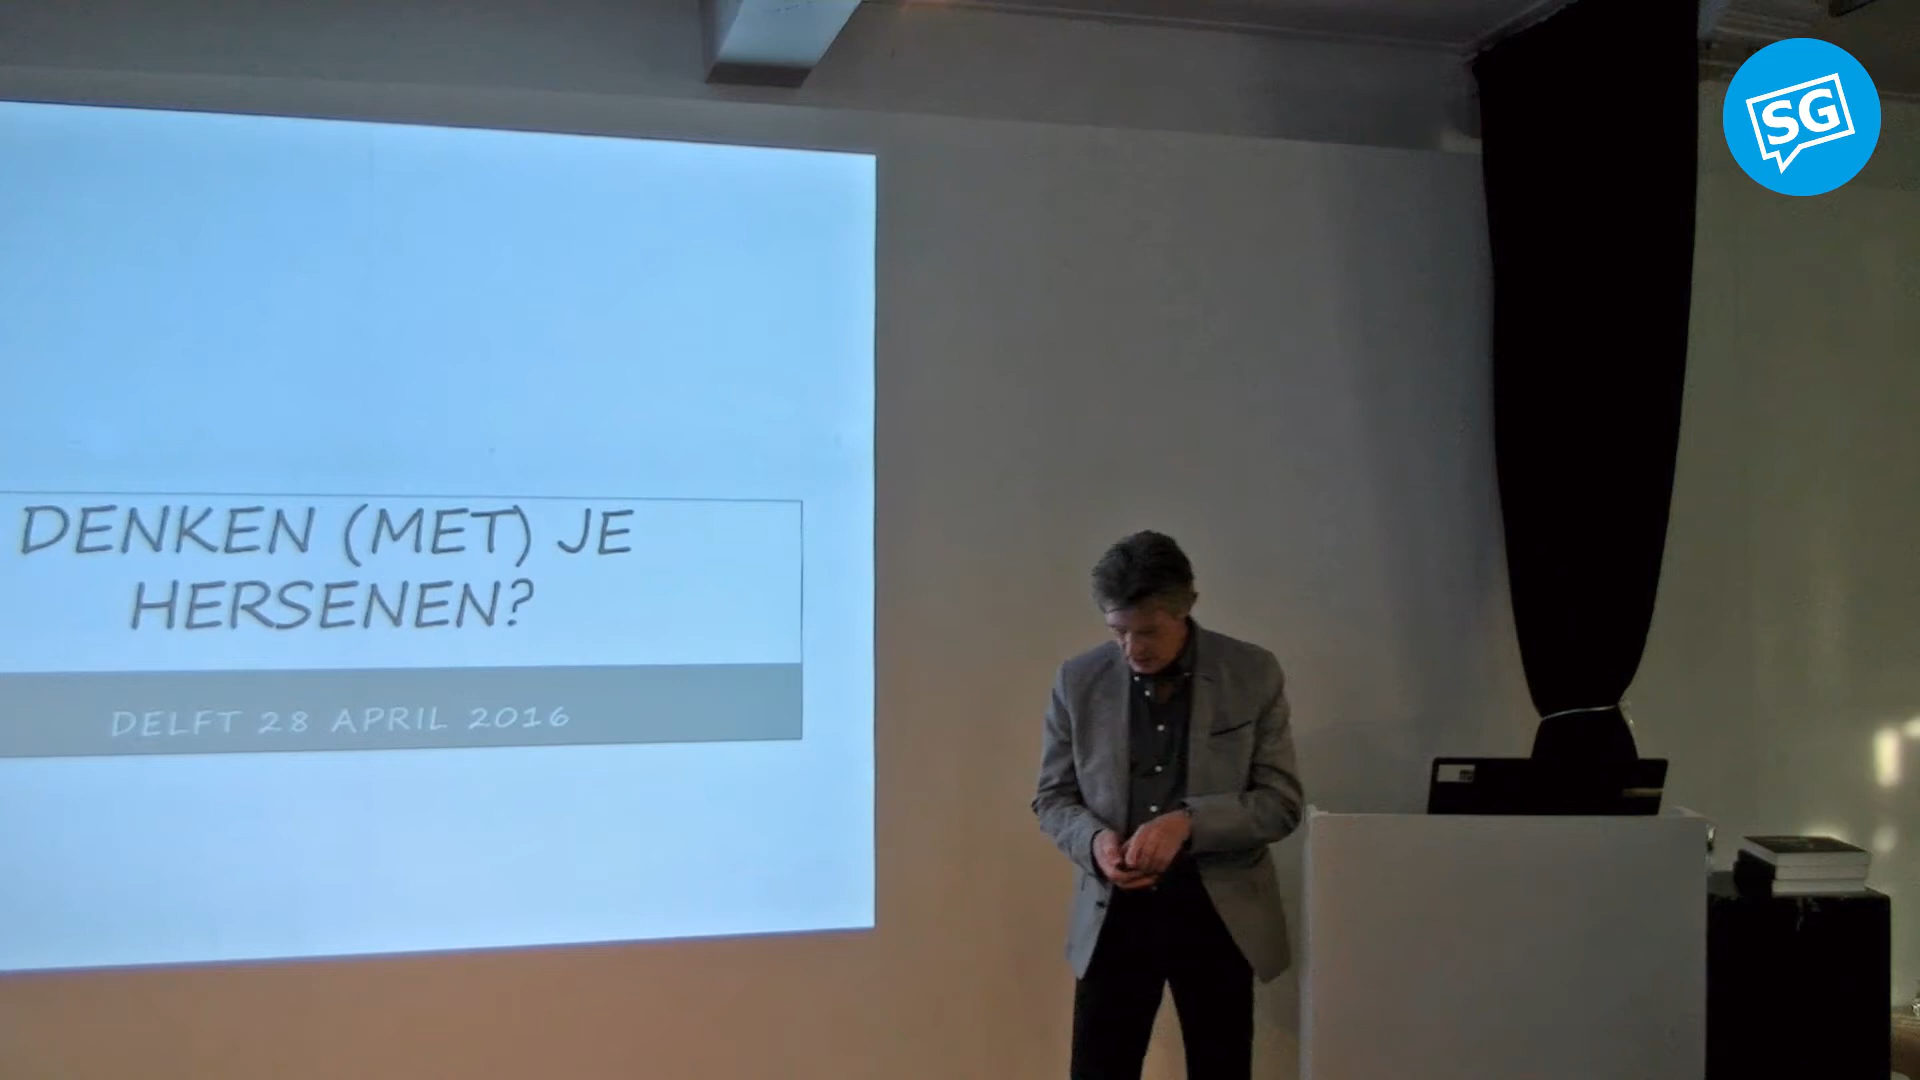 DENKEN (MET) JE
HERSENEN?
DELFT 28 APRIL 2016
SG